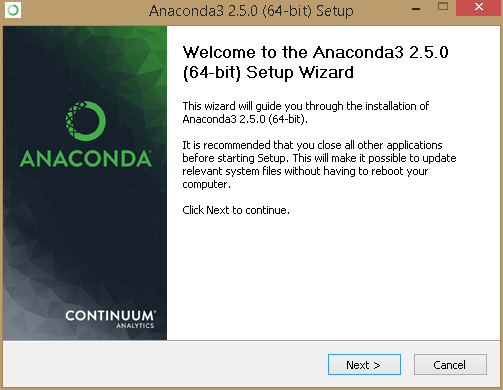 Anaconda3 2.5.0 (64-bit) Setup
Welcome to the Anaconda3 2.5.0
(64-bit) Setup Wizard
This wizard will guide you through the installation of
Anaconda3 2.5.0 (64-bit).
It is recommended that you close all other applications
before starting Setup. This will make it possible to update
relevant system files without having to reboot your
computer.
Click Next to continue.
ANACONDA®
CONTINUUM®
ANALYTICS
Next >
Cancel